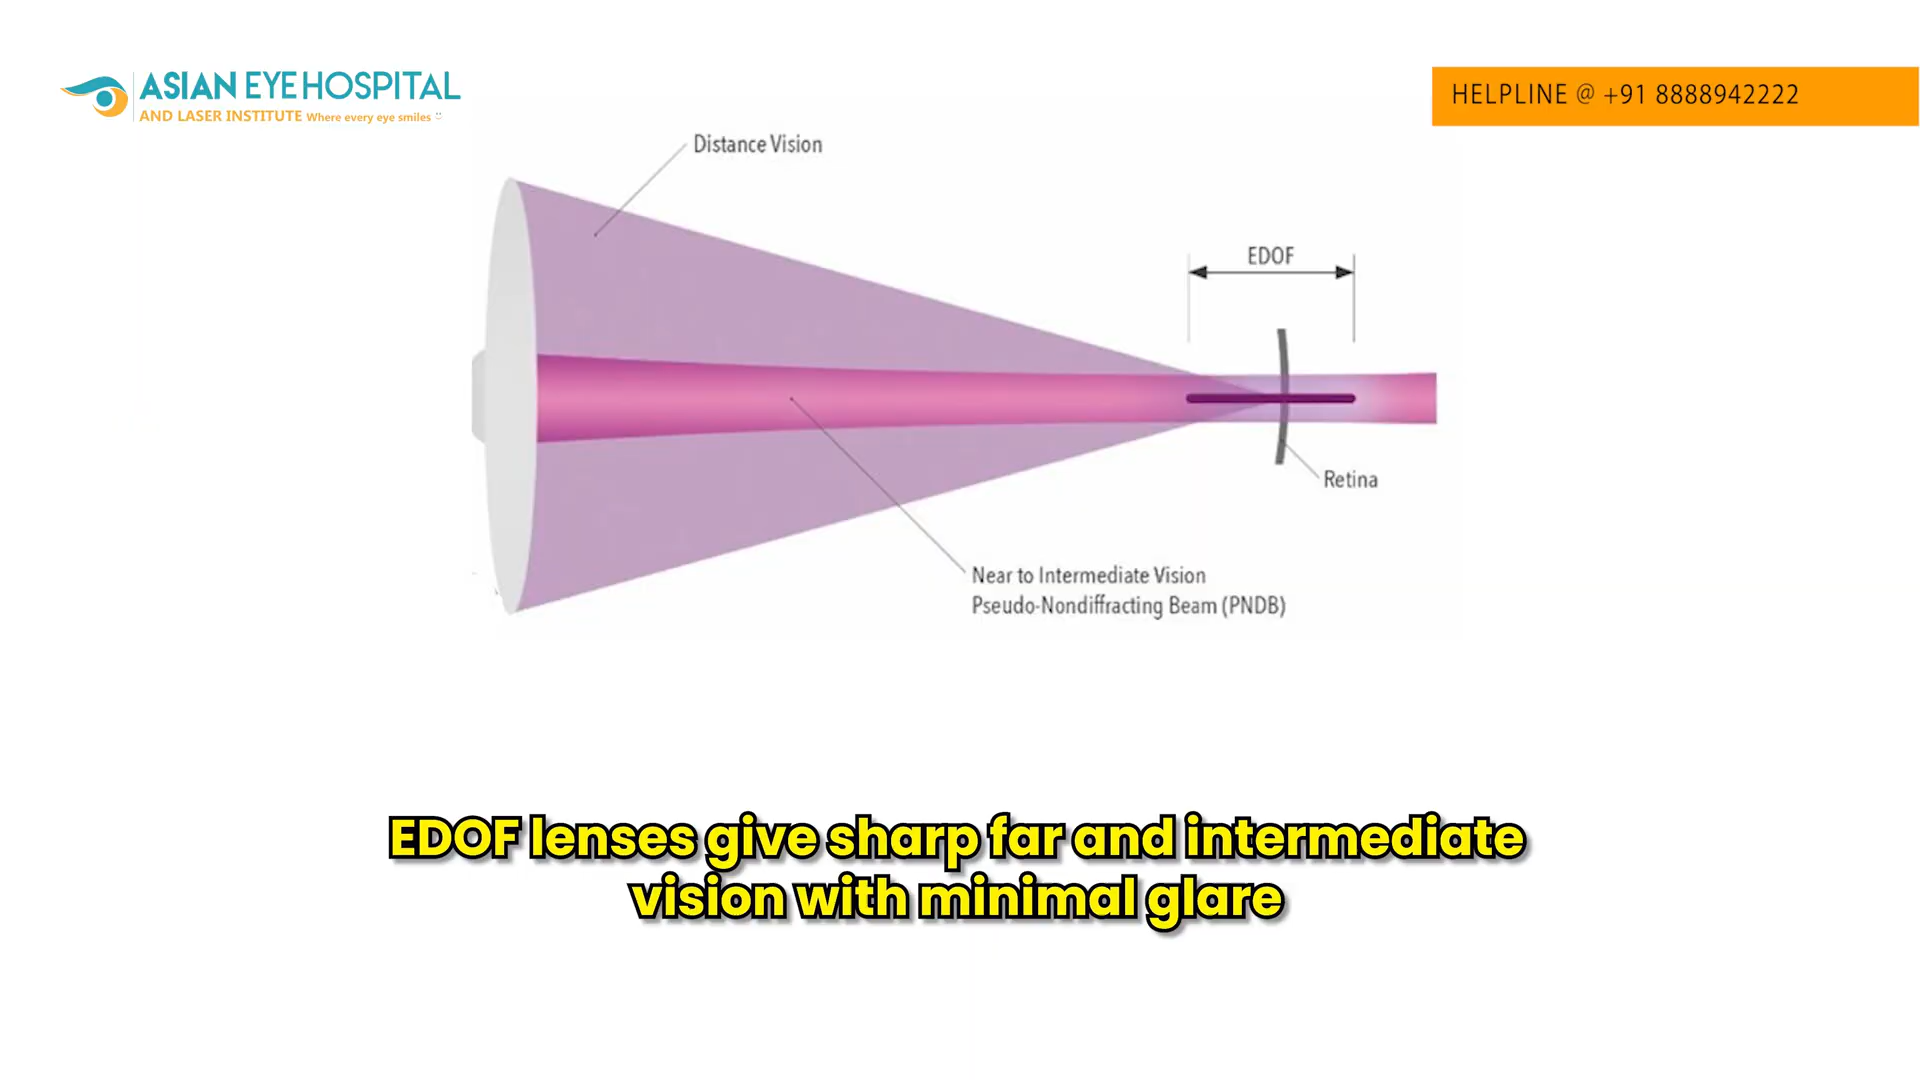 ASIAN EYE HOSPITAL
AND LASER INSTITUTE Where every eye smiles
HELPLINE @ +91 8888942222
Distance Vision
EDOF
Retina
Near to Intermediate Vision
Pseudo-Nondiffracting Beam (PNDB)
EDOF lenses give sharp far and intermediate
vision with minimal glare